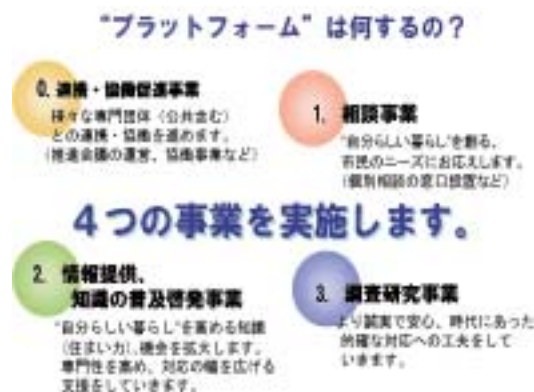 “プラットフォーム”は何するの？
0. 連携・協働促進事業
様々な専門団体（公共含む）
との連携・協働を進めます。
（推進会議の運営、協働事業など）
1. 相談事業
“自分らしい暮らし”を創る、
市民のニーズにお応えします。
（個別相談の窓口設置など）
４つの事業を実施します。
2. 情報提供、
知識の普及啓発事業
“自分らしい暮らし”を高める知識
（住まい力）、機会を拡大します。
専門性を高め、対応の幅を広げる
支援をしていきます。
3. 調査研究事業
より誠実で安心、時代にあった
的確な対応への工夫をして
いきます。